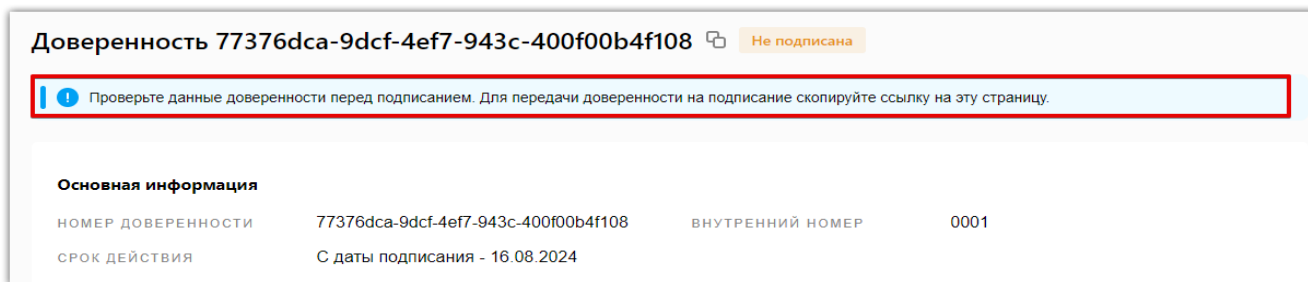 Доверенность 77376dca-9dcf-4ef7-943c-400f00b4f108 Не подписана
Проверьте данные доверенности перед подписанием. Для передачи доверенности на подписание скопируйте ссылку на эту страницу.
Основная информация
НОМЕР ДОВЕРЕННОСТИ 77376dca-9dcf-4ef7-943c-400f00b4f108 ВНУТРЕННИЙ НОМЕР 0001
СРОК ДЕЙСТВИЯ С даты подписания - 16.08.2024